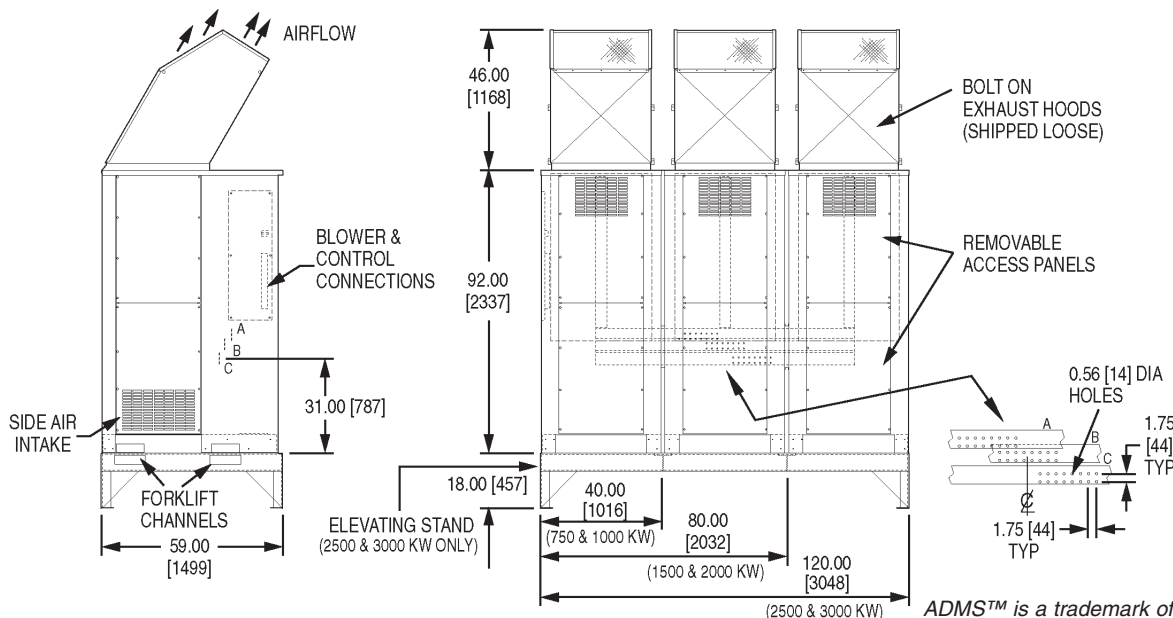 AIRFLOW
46.00
[1168]
BOLT ON
EXHAUST HOODS
(SHIPPED LOOSE)
BLOWER &
CONTROL
CONNECTIONS
92.00
[2337]
REMOVABLE
ACCESS PANELS
A
B
C
31.00 [787]
SIDE AIR
INTAKE
0.56 [14] DIA
HOLES
A
B
C
1.75
[44]
TYP
18.00 [457]
FORKLIFT
CHANNELS
ELEVATING STAND
(2500 & 3000 KW ONLY)
40.00
[1016]
(750 & 1000 KW)
80.00
[2032]
(1500 & 2000 KW)
1.75 [44]
TYP
59.00
[1499]
120.00
[3048]
(2500 & 3000 KW)
ADMS™ is a trademark of